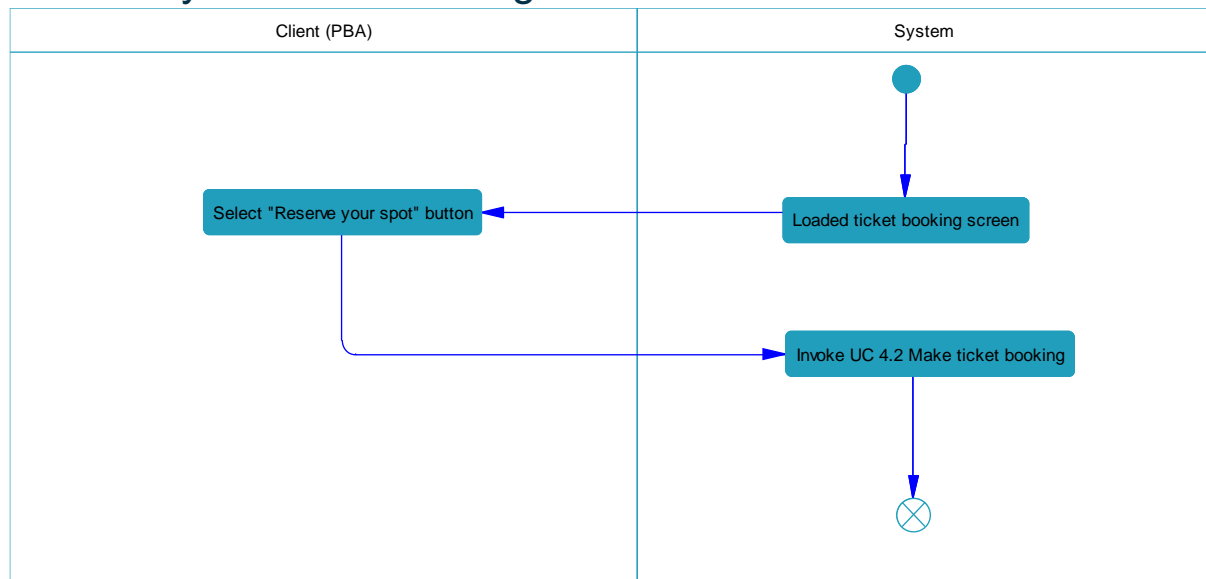 Client (PBA)
System
Select "Reserve your spot" button
Loaded ticket booking screen
Invoke UC 4.2 Make ticket booking